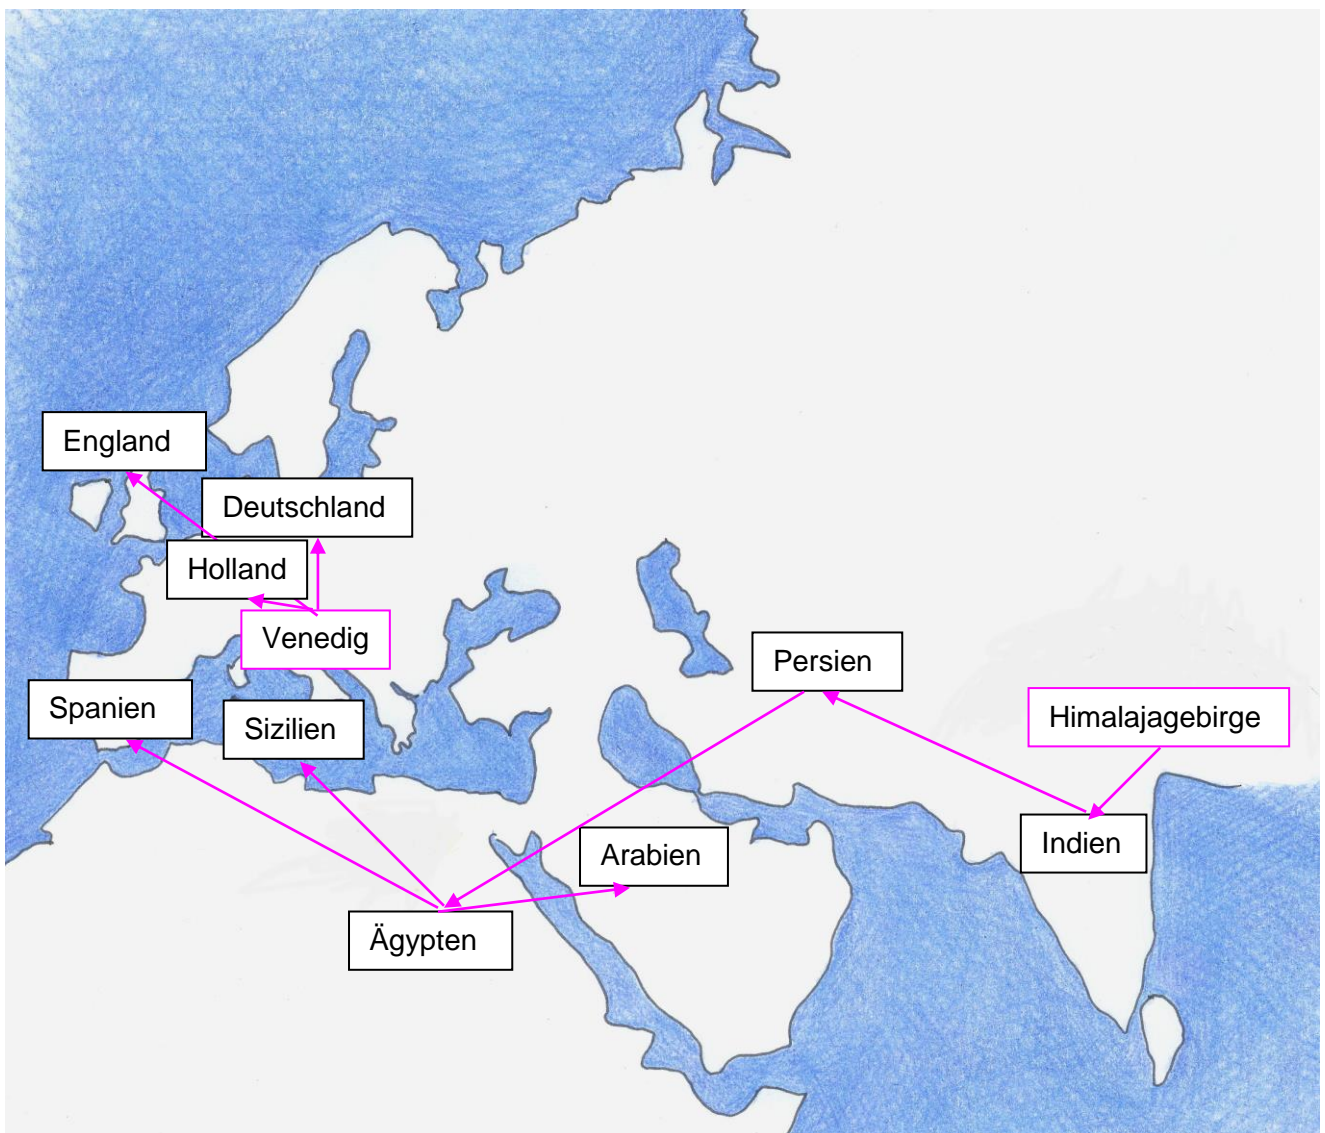 England
Deutschland
Holland
Venedig
Persien
Spanien
Sizilien
Himalajagebirge
Arabien
Indien
Ägypten